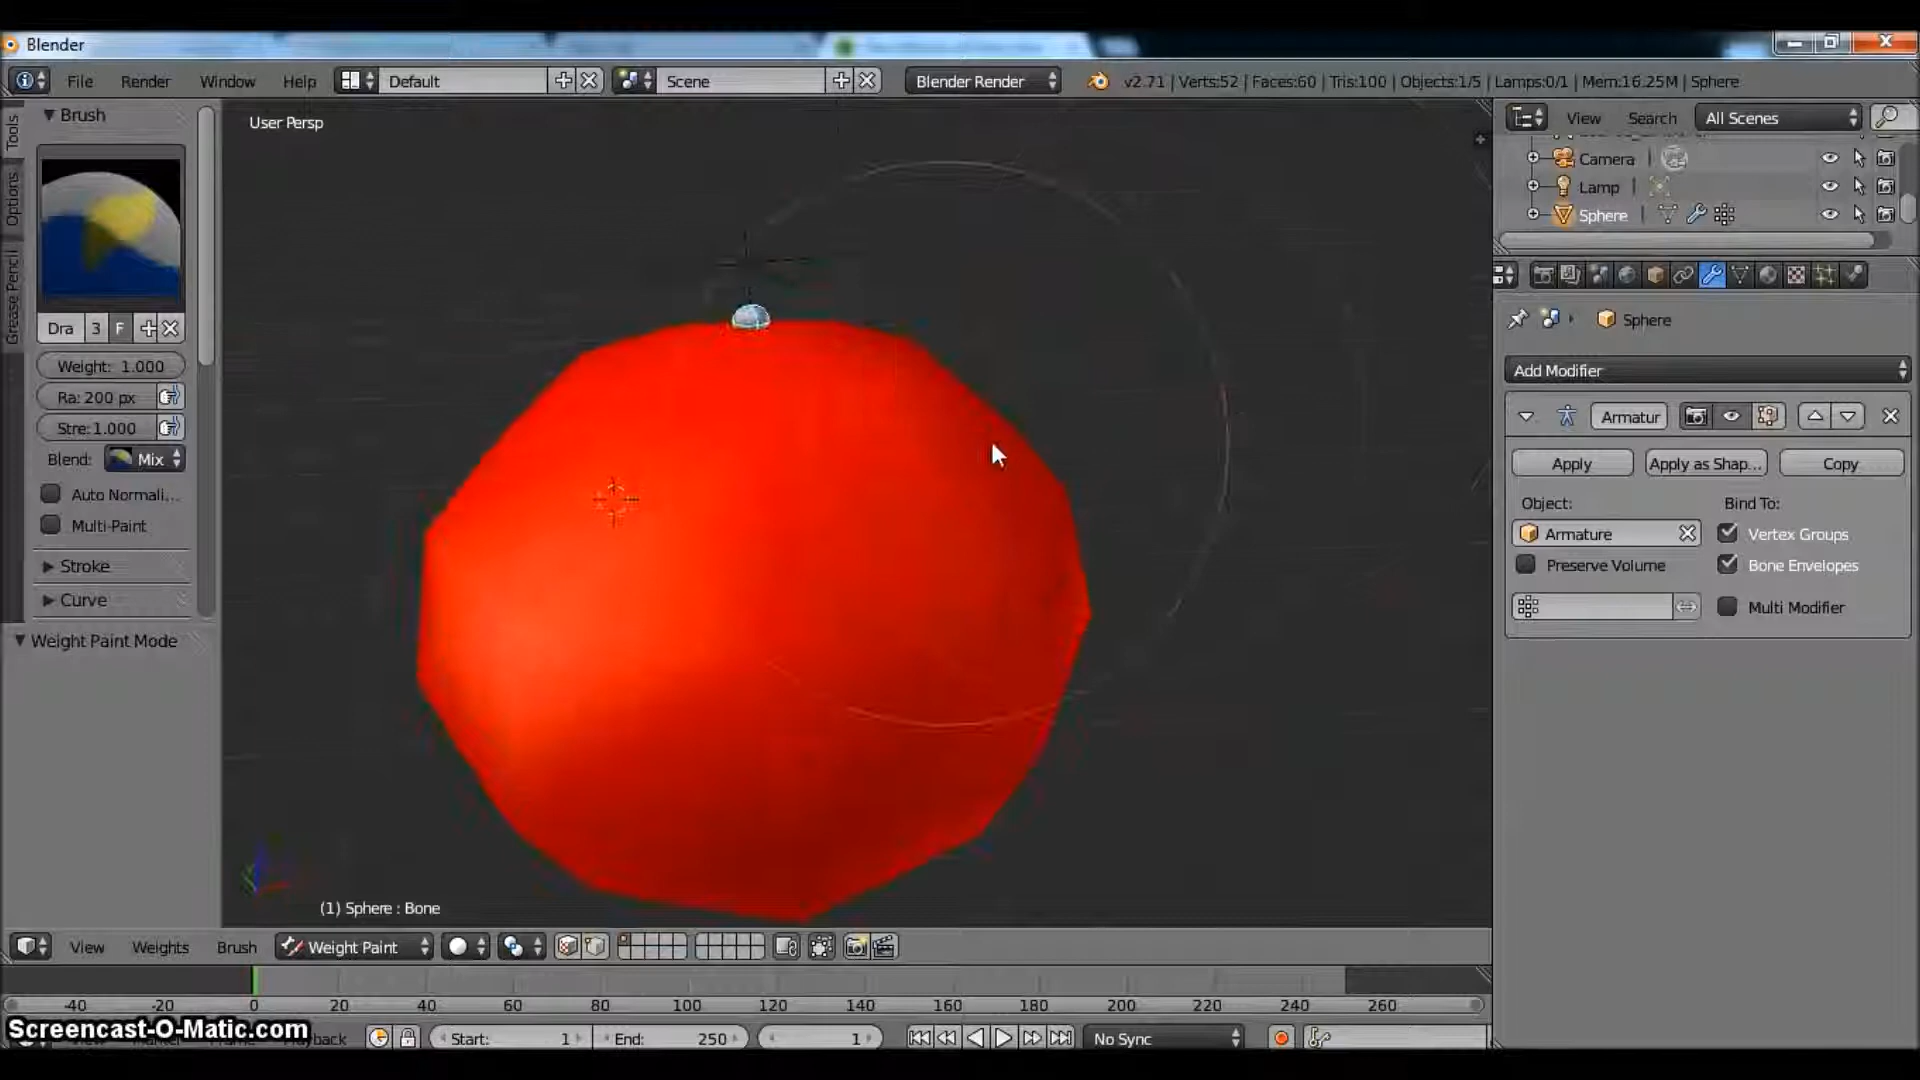 Blender
File Render Window Help Default Scene Blender Render v2.71 | Verts:52 | Faces:60 | Tris:100 | Objects:1/5 | Lamps:0/1 | Mem:16.25M | Sphere
Tools
Options
Grease Pencil
Brush
Dra 3 F
Weight: 1.000
Ra: 200 px
Stre: 1.000
Blend: Mix
Auto Normali...
Multi-Paint
Stroke
Curve
Weight Paint Mode
User Persp
(1) Sphere : Bone
View Search All Scenes
Camera
Lamp
Sphere
Sphere
Add Modifier
Armatur
Apply Apply as Shap... Copy
Object: Bind To:
Armature Vertex Groups
Preserve Volume Bone Envelopes
Multi Modifier
View Weights Brush Weight Paint
-40 -20 0 20 40 60 80 100 120 140 160 180 200 220 240 260
Screencast-O-Matic.com
Playback Start: 1 End: 250 1 No Sync